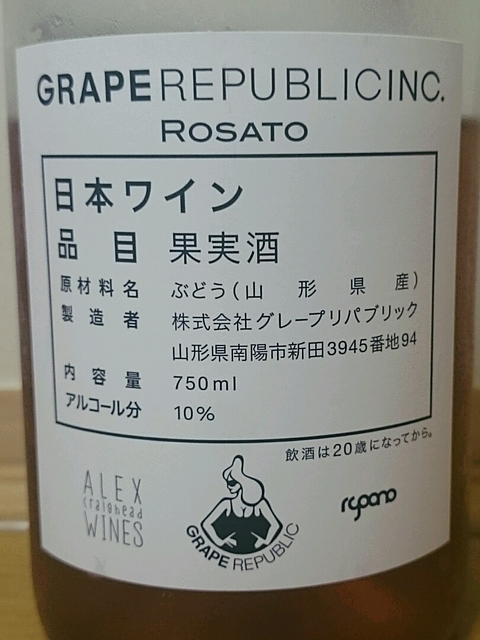 GRAPEREPUBLICINC.
ROSATO
日本ワイン
品 目 果実酒
原材料名 ぶどう(山形県産)
製造者 株式会社グレープリパブリック
山形県南陽市新田3945番地94
内容量 750ml
アルコール分 10%
飲酒は20歳になってから。
ALEX
craighead
WINES
GRAPE REPUBLIC